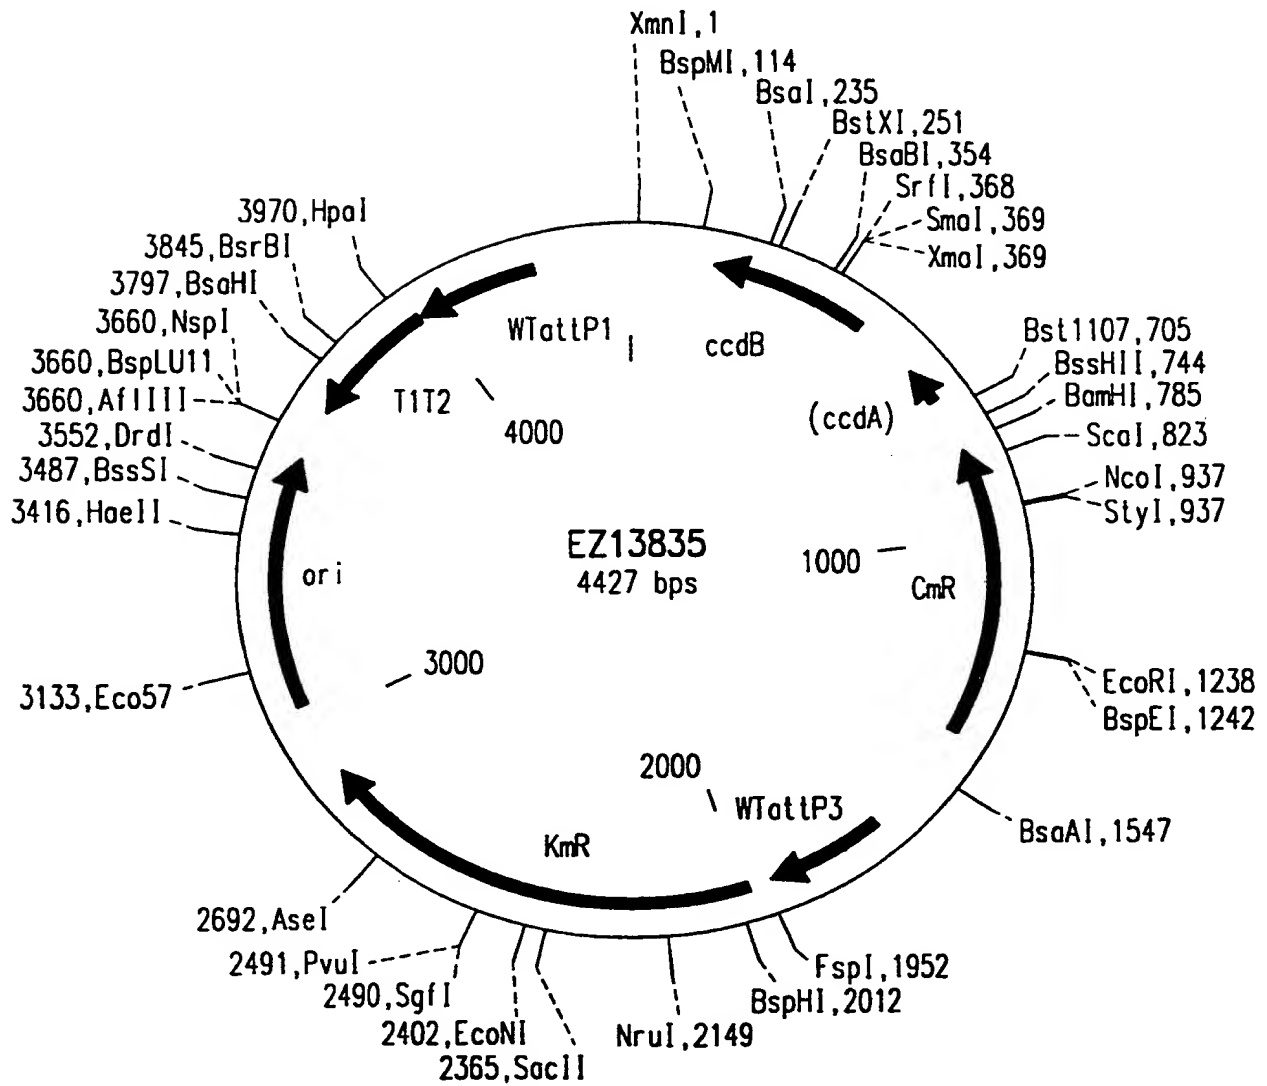 XmnI,1
BspMI,114
BsaI,235
BstXI,251
BsaBI,354
SrfI,368
SmaI,369
XmaI,369
3970,HpaI
3845,BsrBI
3797,BsaHI
3660,NspI
3660,BspLU11
3660,AflIII
3552,DrdI
3487,BssSI
3416,HaeII
WTattP1
ccdB
Bst1107,705
BssHII,744
BamHI,785
ScaI,823
NcoI,937
StyI,937
T1T2
4000
(ccdA)
EZ13835
4427 bps
1000
CmR
ori
3000
3133,Eco57
EcoRI,1238
BspEI,1242
2000
WTattP3
BsaAI,1547
KmR
2692,AseI
2491,PvuI
2490,SgfI
2402,EcoNI
2365,SacII
NruI,2149
FspI,1952
BspHI,2012